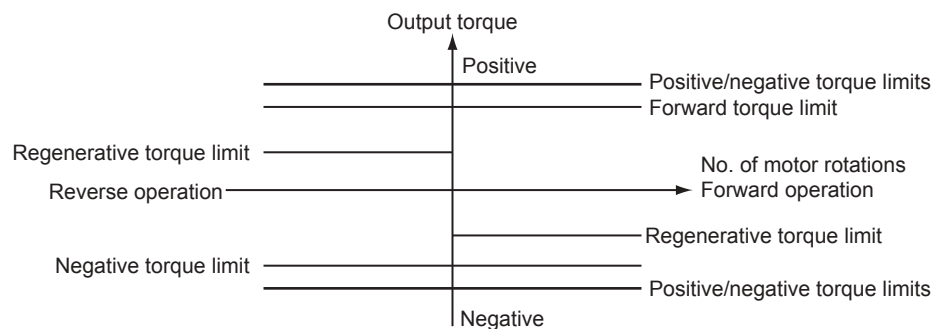 Output torque
Positive
Positive/negative torque limits
Forward torque limit
Regenerative torque limit
No. of motor rotations
Reverse operation
Forward operation
Regenerative torque limit
Negative torque limit
Positive/negative torque limits
Negative